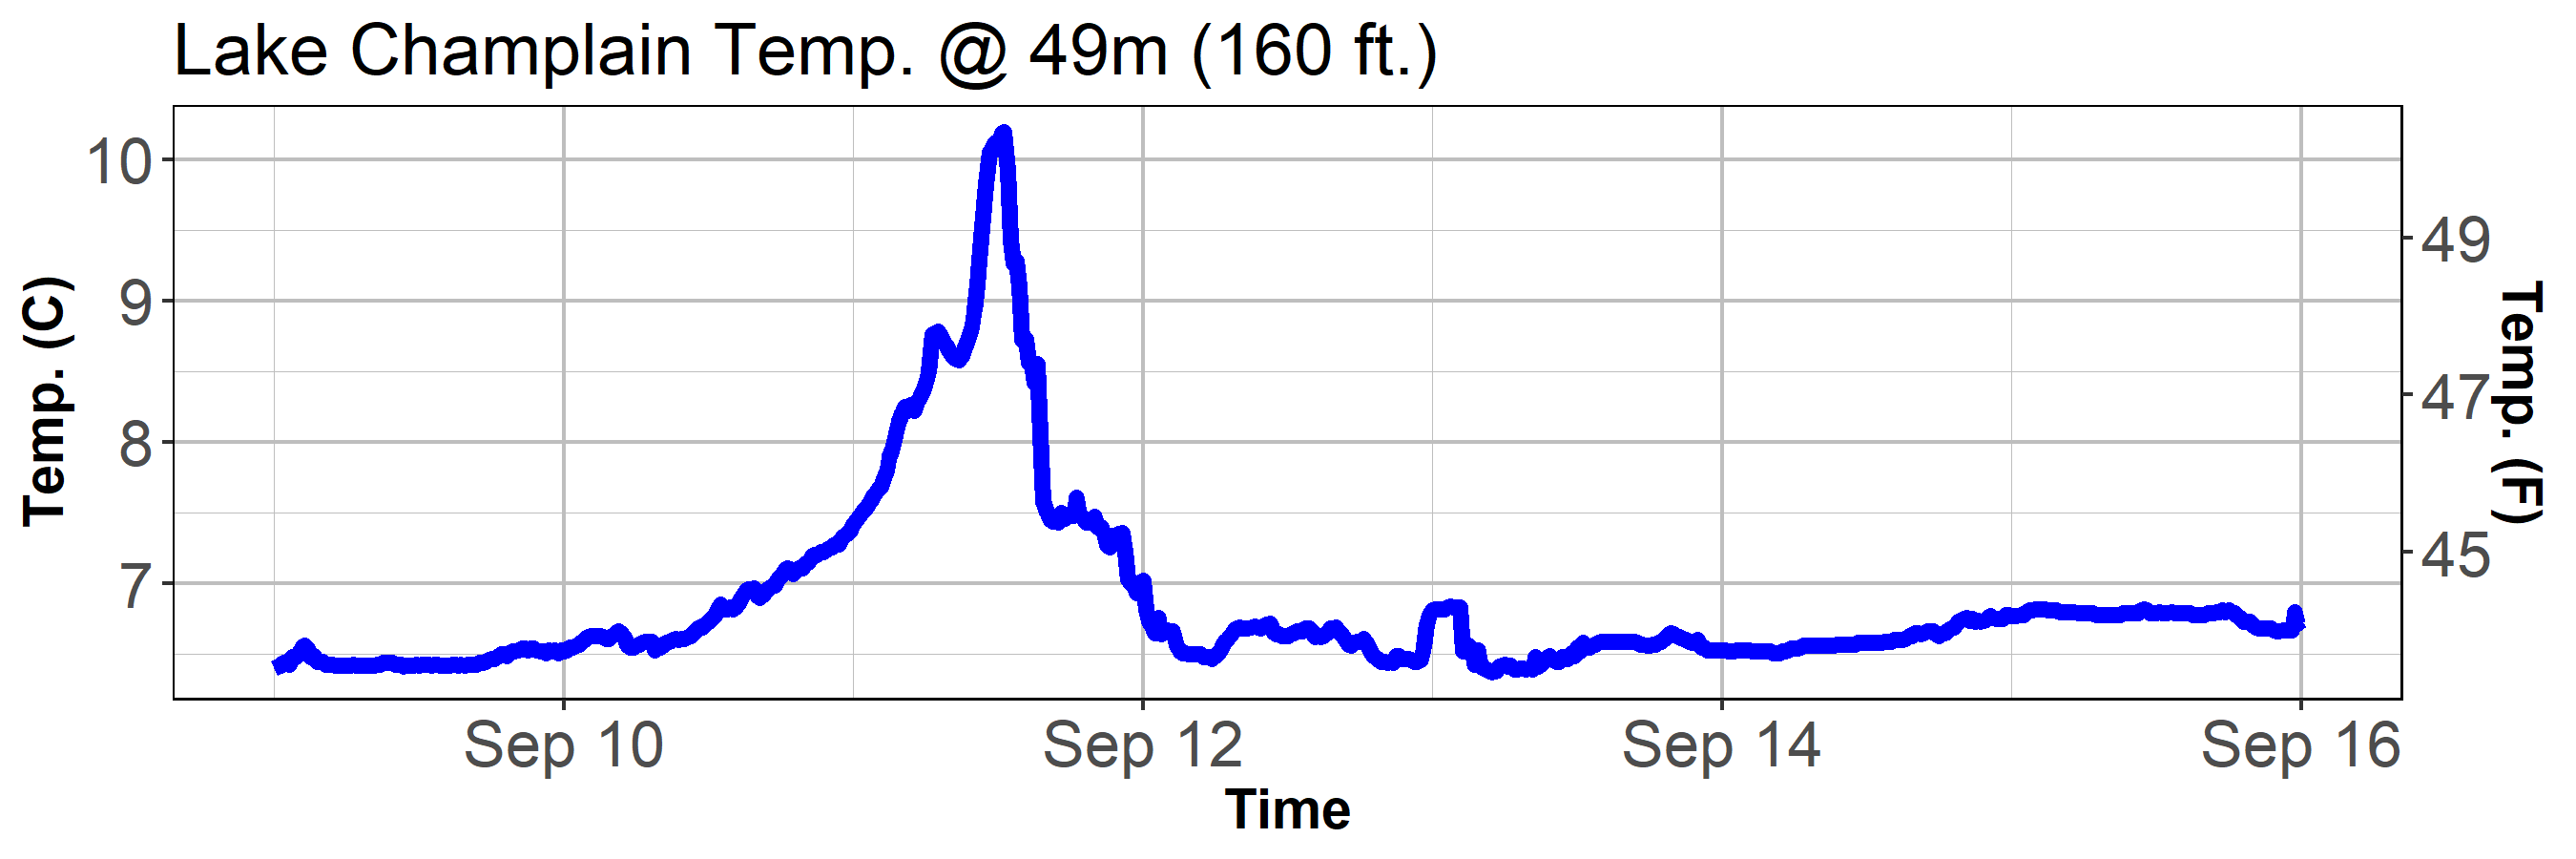 Lake Champlain Temp. @ 49m (160 ft.)
Temp. (C)
10
9
8
7
49
47
45
Temp. (F)
Sep 10 Sep 12 Sep 14 Sep 16
Time